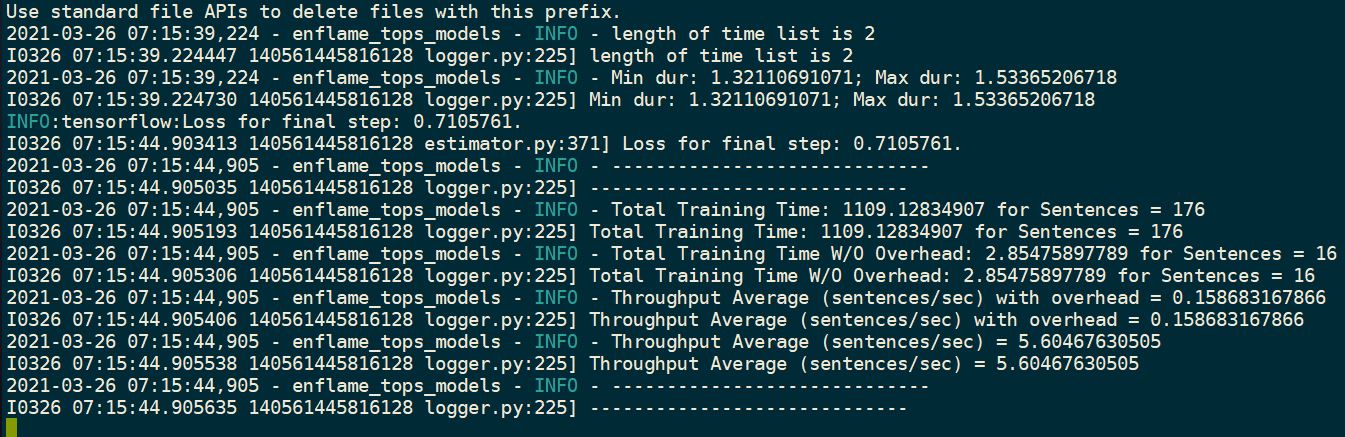 Use standard file APIs to delete files with this prefix.
2021-03-26 07:15:39,224 - enflame_tops_models - INFO - length of time list is 2
I0326 07:15:39.224447 140561445816128 logger.py:225] length of time list is 2
2021-03-26 07:15:39,224 - enflame_tops_models - INFO - Min dur: 1.32110691071; Max dur: 1.53365206718
I0326 07:15:39.224730 140561445816128 logger.py:225] Min dur: 1.32110691071; Max dur: 1.53365206718
INFO:tensorflow:Loss for final step: 0.7105761.
I0326 07:15:44.903413 140561445816128 estimator.py:371] Loss for final step: 0.7105761.
2021-03-26 07:15:44,905 - enflame_tops_models - INFO - -----------------------------
I0326 07:15:44.905035 140561445816128 logger.py:225] -----------------------------
2021-03-26 07:15:44,905 - enflame_tops_models - INFO - Total Training Time: 1109.12834907 for Sentences = 176
I0326 07:15:44.905193 140561445816128 logger.py:225] Total Training Time: 1109.12834907 for Sentences = 176
2021-03-26 07:15:44,905 - enflame_tops_models - INFO - Total Training Time W/O Overhead: 2.85475897789 for Sentences = 16
I0326 07:15:44.905306 140561445816128 logger.py:225] Total Training Time W/O Overhead: 2.85475897789 for Sentences = 16
2021-03-26 07:15:44,905 - enflame_tops_models - INFO - Throughput Average (sentences/sec) with overhead = 0.158683167866
I0326 07:15:44.905406 140561445816128 logger.py:225] Throughput Average (sentences/sec) with overhead = 0.158683167866
2021-03-26 07:15:44,905 - enflame_tops_models - INFO - Throughput Average (sentences/sec) = 5.60467630505
I0326 07:15:44.905538 140561445816128 logger.py:225] Throughput Average (sentences/sec) = 5.60467630505
2021-03-26 07:15:44,905 - enflame_tops_models - INFO - -----------------------------
I0326 07:15:44.905635 140561445816128 logger.py:225] -----------------------------